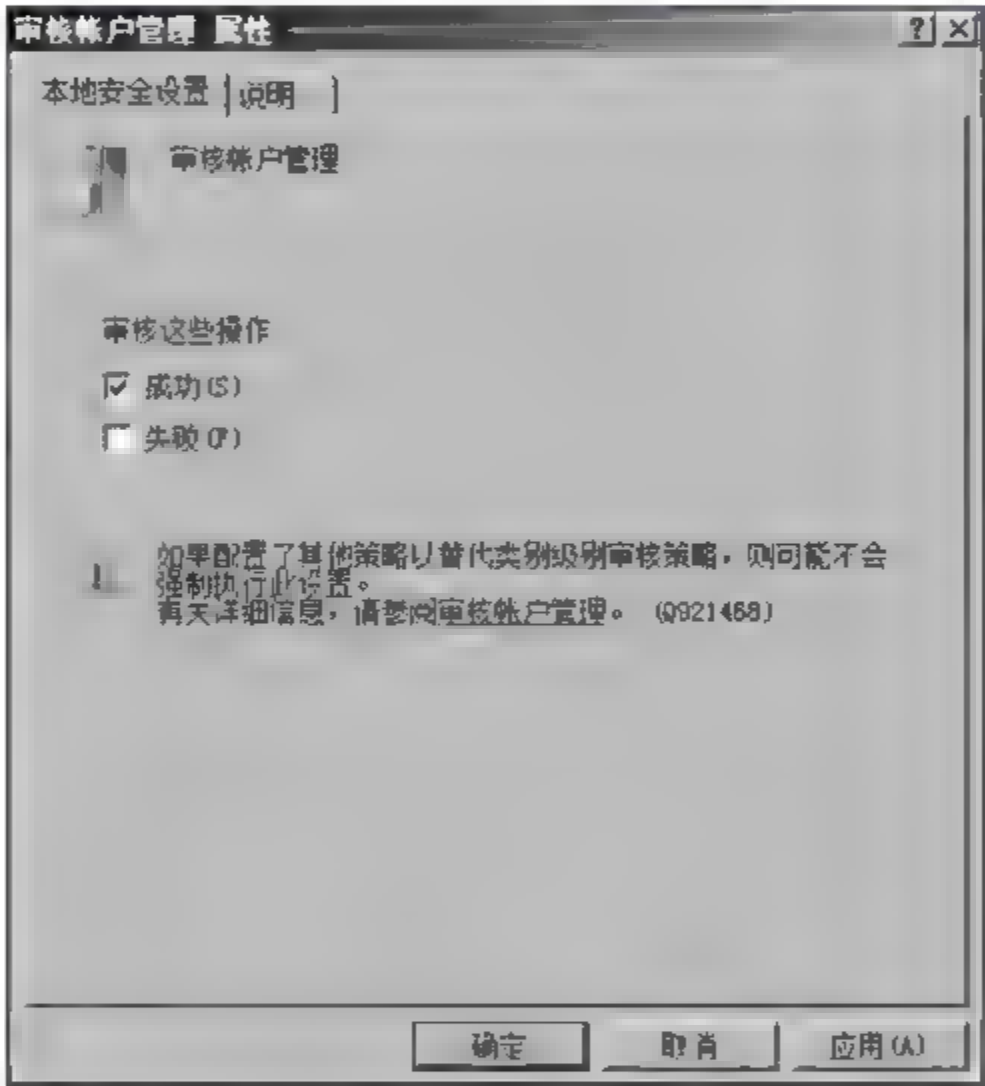 审核帐户管理 属性
本地安全设置 说明
审核帐户管理
审核这些操作
成功(S)
失败(F)
如果配置了其他策略以替代类别级别审核策略，则可能不会
强制执行此设置。
有关详细信息，请参阅审核帐户管理。 (Q921468)
确定 取消 应用(A)